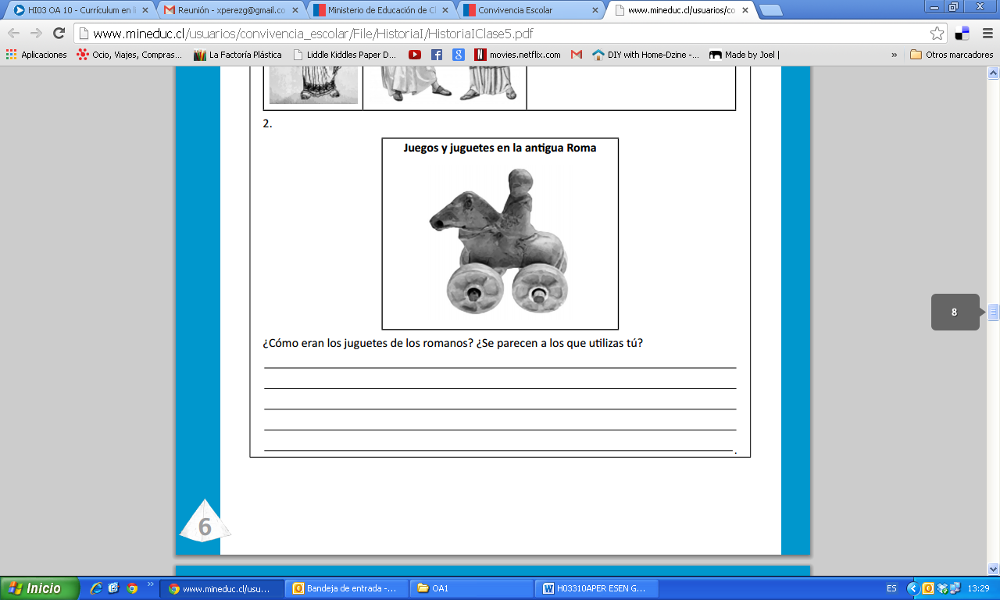 HI03 OA 10 - Currículum en lí
Reunión - xperezg@gmail.co
Ministerio de Educación de C
Convivencia Escolar
www.mineduc.cl/usuarios/co
www.mineduc.cl/usuarios/convivencia_escolar/File/HistoriaI/HistoriaIClase5.pdf
Aplicaciones
Ocio, Viajes, Compras...
La Factoría Plástica
Liddle Kiddles Paper D...
movies.netflix.com
DIY With Home-Dzine -...
Made by Joel |
»
Otros marcadores
2.
Juegos y juguetes en la antigua Roma
¿Cómo eran los juguetes de los romanos? ¿Se parecen a los que utilizas tú?
8
6
Inicio
»
www.mineduc.cl/usu...
Bandeja de entrada -...
OA1
H03310APER ESEN G...
ES
13:29